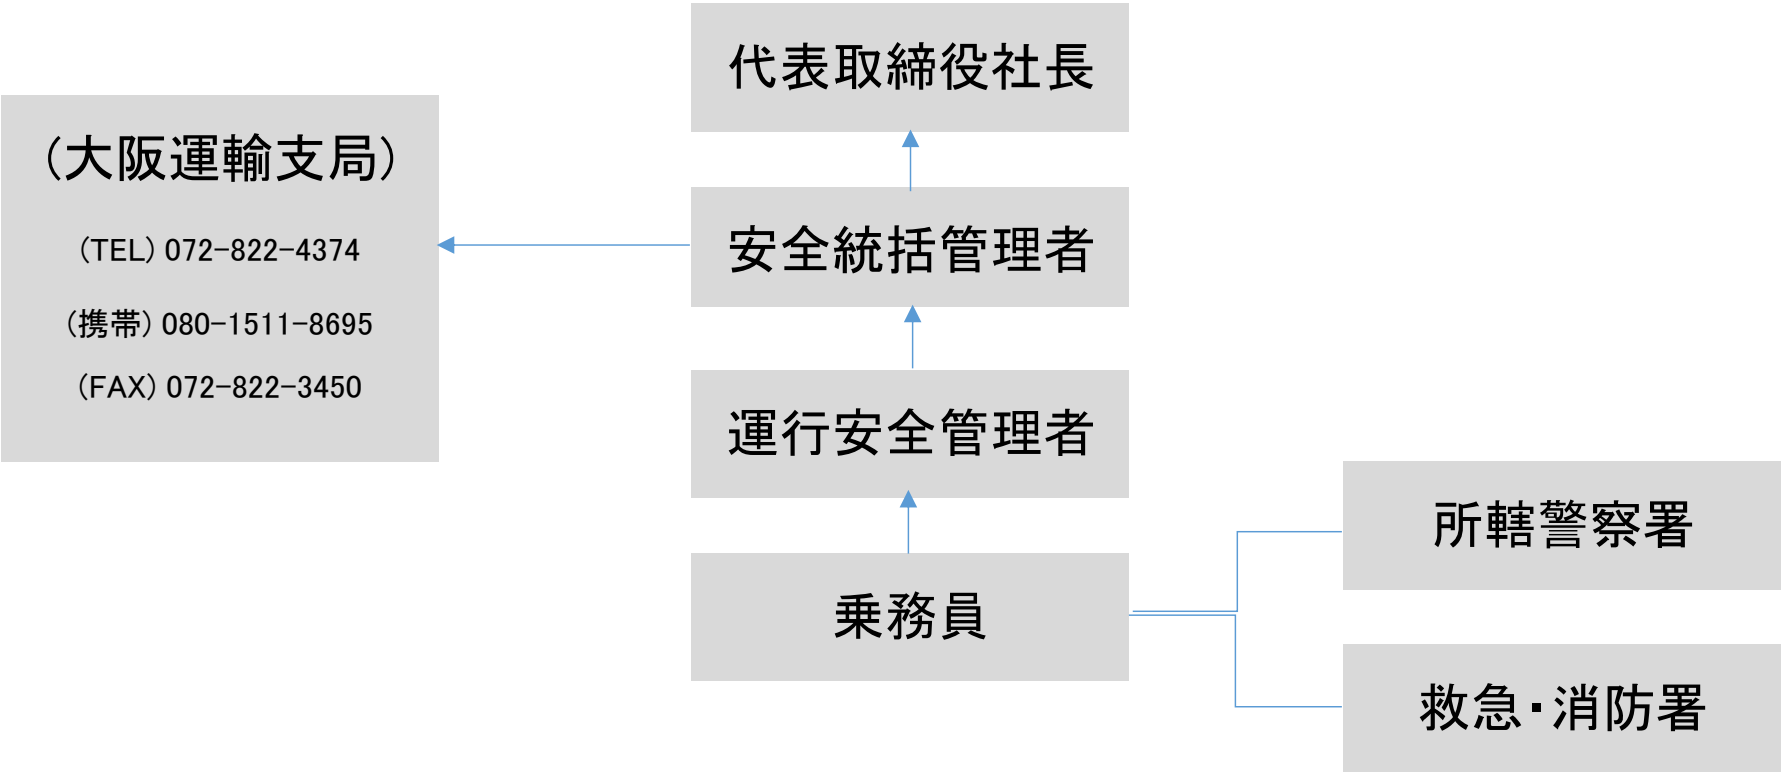 代表取締役社長
(大阪運輸支局)
(TEL) 072-822-4374
(携帯) 080-1511-8695
(FAX) 072-822-3450
安全統括管理者
運行安全管理者
乗務員
所轄警察署
救急・消防署